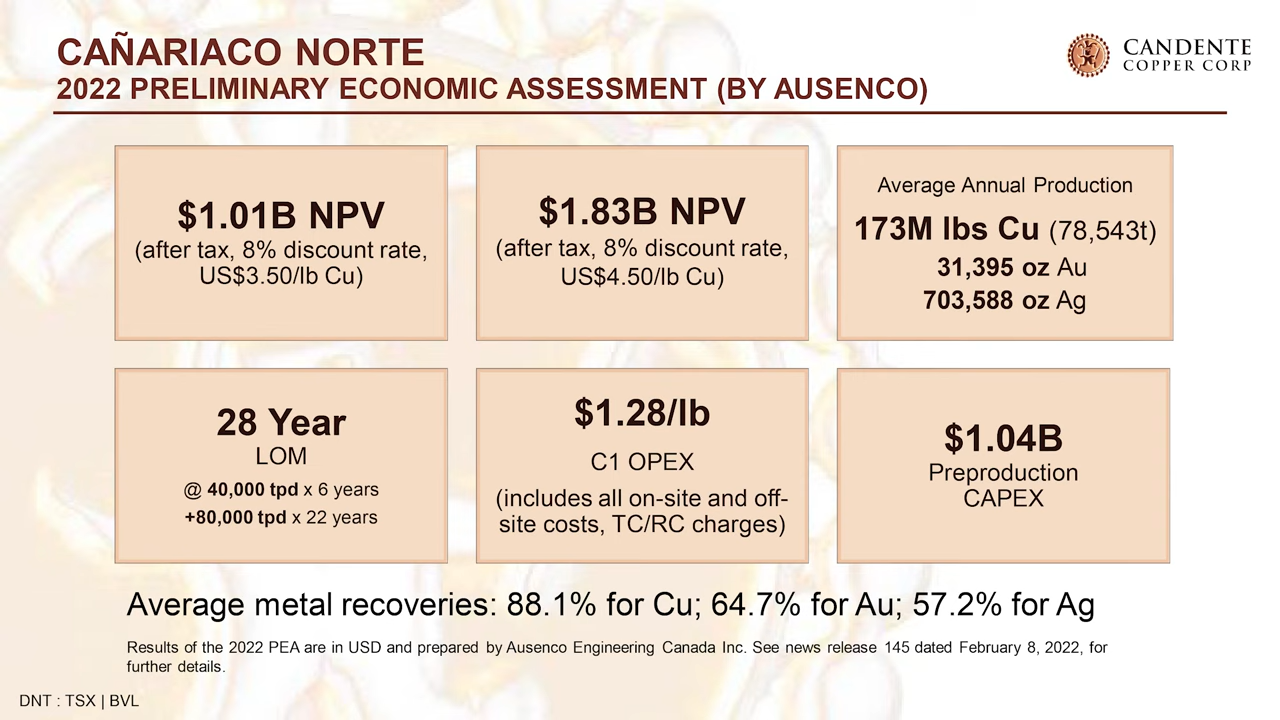 CAÑARIACO NORTE
2022 PRELIMINARY ECONOMIC ASSESSMENT (BY AUSENCO)
CANDENTE
COPPER CORP
$1.01B NPV
(after tax, 8% discount rate,
US$3.50/lb Cu)
$1.83B NPV
(after tax, 8% discount rate,
US$4.50/lb Cu)
Average Annual Production
173M lbs Cu (78,543t)
31,395 oz Au
703,588 oz Ag
28 Year
LOM
@ 40,000 tpd x 6 years
+80,000 tpd x 22 years
$1.28/lb
C1 OPEX
(includes all on-site and off-
site costs, TC/RC charges)
$1.04B
Preproduction
CAPEX
Average metal recoveries: 88.1% for Cu; 64.7% for Au; 57.2% for Ag
Results of the 2022 PEA are in USD and prepared by Ausenco Engineering Canada Inc. See news release 145 dated February 8, 2022, for
further details.
DNT : TSX | BVL